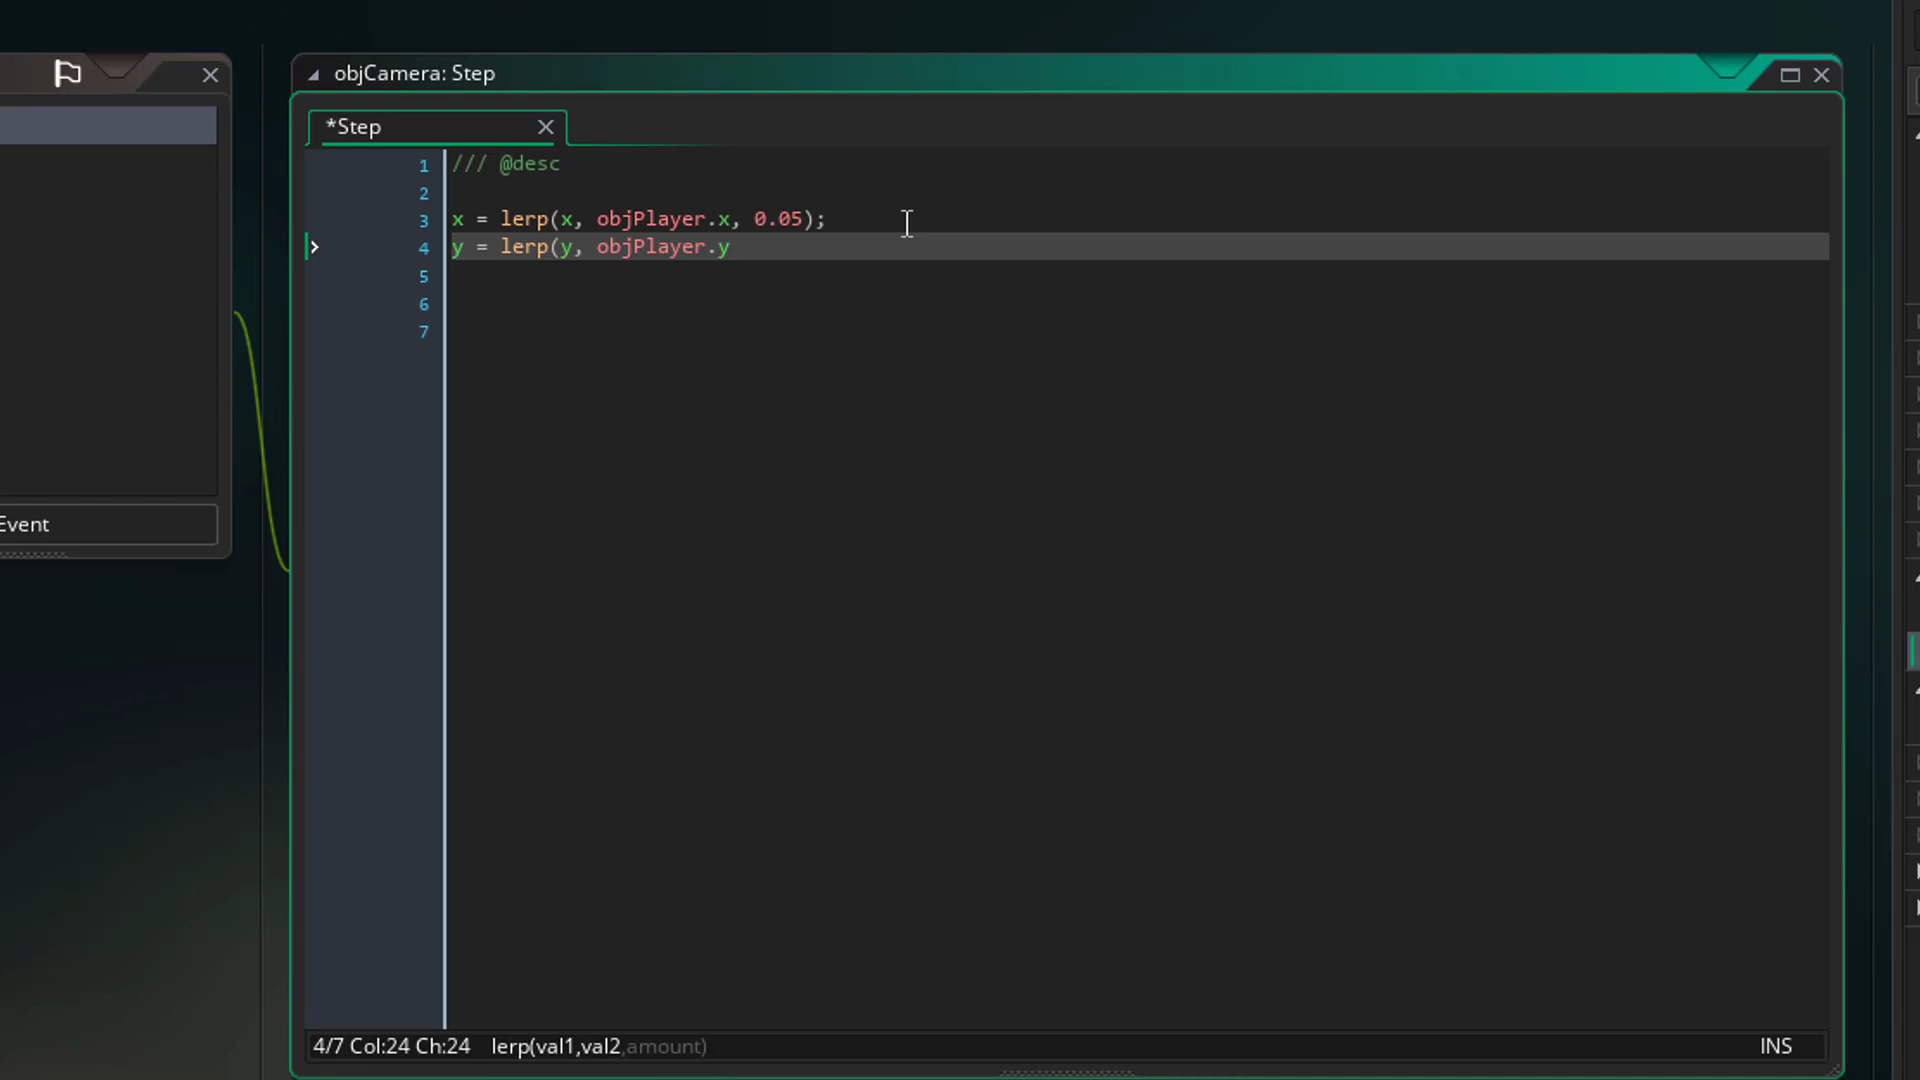 objCamera: Step
*Step
1 /// @desc
2
3 x = lerp(x, objPlayer.x, 0.05);
4 y = lerp(y, objPlayer.y
5
6
7
Event
4/7 Col:24 Ch:24 lerp(val1,val2,amount) INS